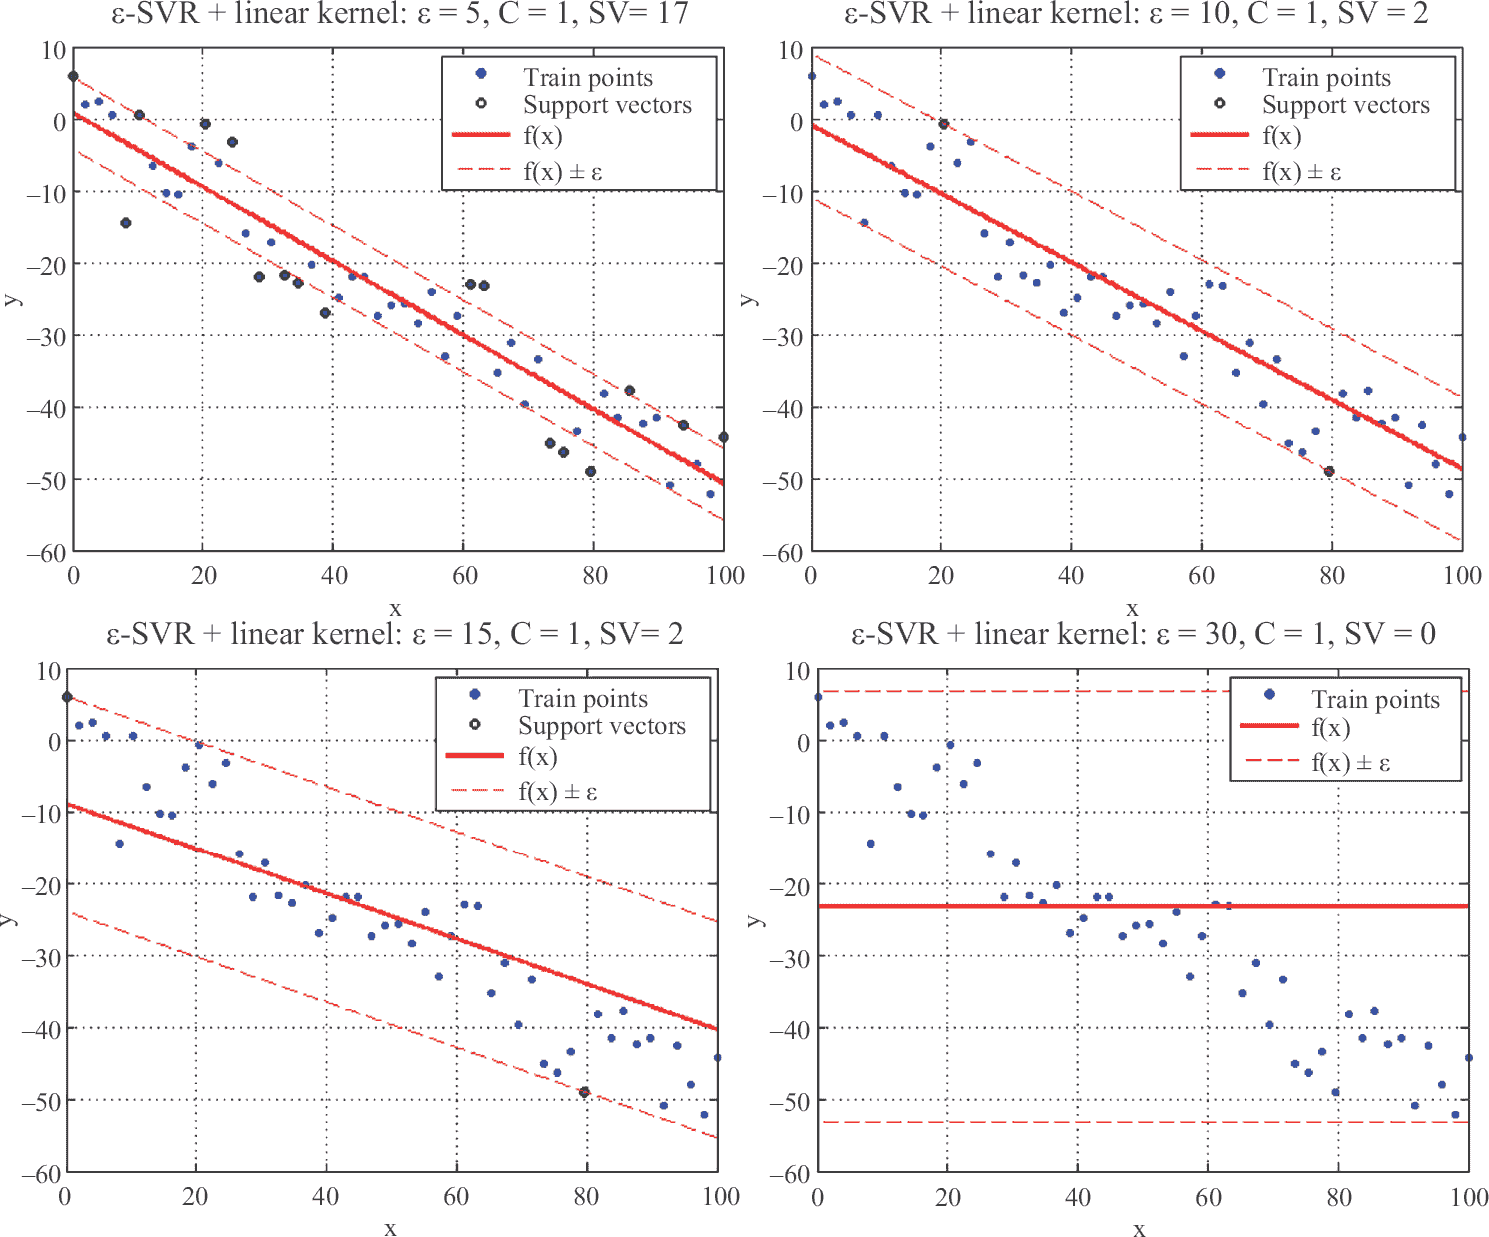 ε-SVR + linear kernel: ε = 5, C = 1, SV= 17
10
0
–10
–20
–30
–40
–50
–60
0 20 40 60 80 100
x
y
Train points
Support vectors
f(x)
f(x) ± ε
ε-SVR + linear kernel: ε = 10, C = 1, SV = 2
10
0
–10
–20
–30
–40
–50
–60
0 20 40 60 80 100
x
y
Train points
Support vectors
f(x)
f(x) ± ε
ε-SVR + linear kernel: ε = 15, C = 1, SV= 2
10
0
–10
–20
–30
–40
–50
–60
0 20 40 60 80 100
x
y
Train points
Support vectors
f(x)
f(x) ± ε
ε-SVR + linear kernel: ε = 30, C = 1, SV = 0
10
0
–10
–20
–30
–40
–50
–60
0 20 40 60 80 100
x
y
Train points
f(x)
f(x) ± ε